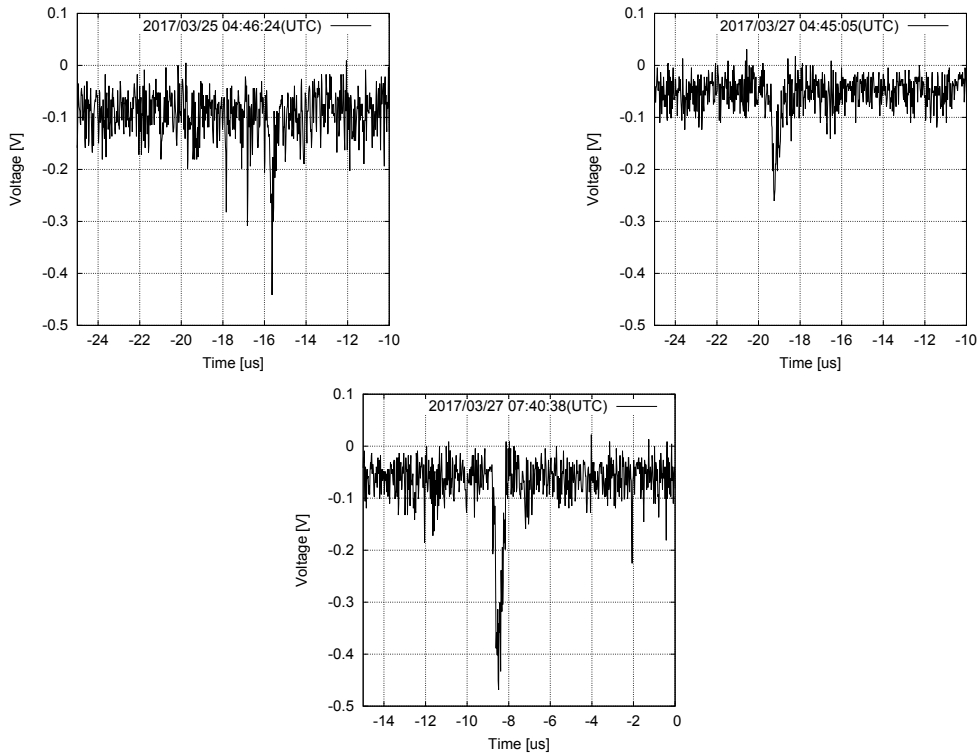 2017/03/25 04:46:24(UTC)
0.1
0
-0.1
-0.2
-0.3
-0.4
-0.5
Voltage [V]
-24 -22 -20 -18 -16 -14 -12 -10
Time [us]
2017/03/27 04:45:05(UTC)
0.1
0
-0.1
-0.2
-0.3
-0.4
-0.5
Voltage [V]
-24 -22 -20 -18 -16 -14 -12 -10
Time [us]
2017/03/27 07:40:38(UTC)
0.1
0
-0.1
-0.2
-0.3
-0.4
-0.5
Voltage [V]
-14 -12 -10 -8 -6 -4 -2 0
Time [us]